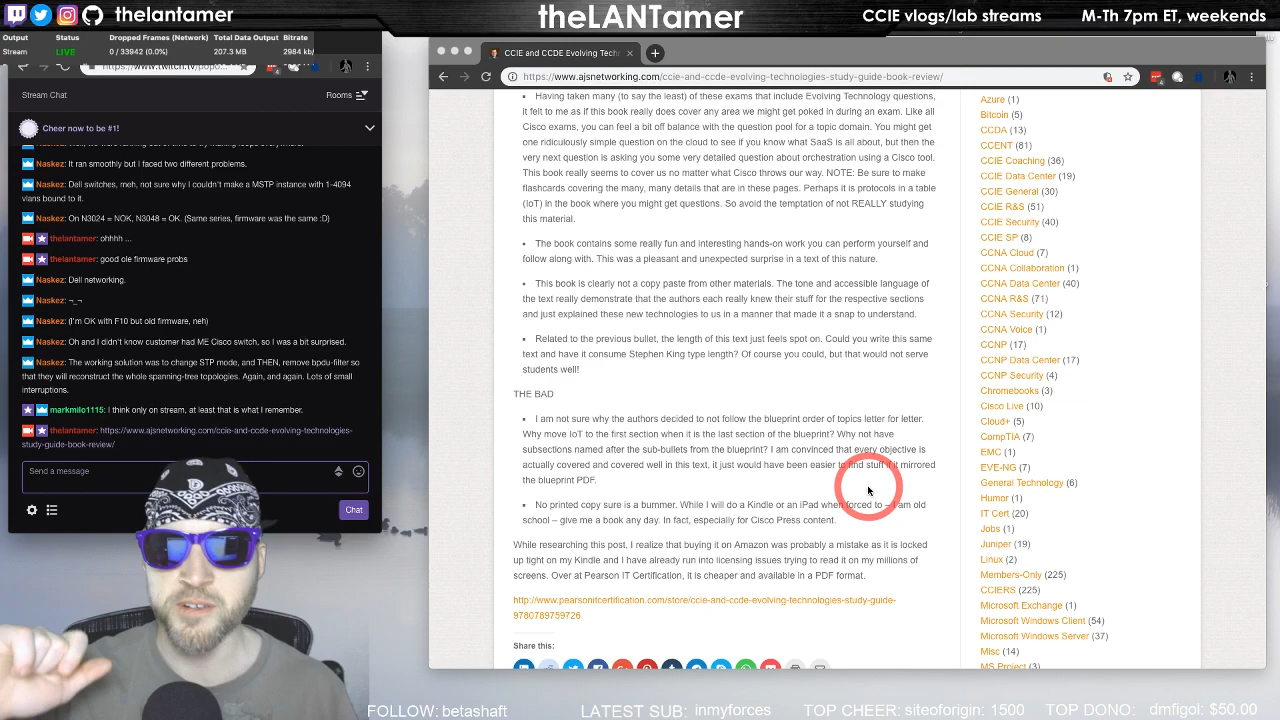 thelantamer
theLANTamer
CCIE vlogs/lab streams
M-Th 7pm ET, weekends
Output Status Dropped Frames (Network) Total Data Output Bitrate
Stream LIVE 0 / 33942 (0.0%) 207.3 MB 2984 kb/
Stream Chat
Rooms
Cheer now to be #1!
Naskez: It ran smoothly but I faced two different problems.
Naskez: Dell switches, meh, not sure why I couldn't make a MSTP instance with 1-4094
vlans bound to it.
Naskez: On N3024 = NOK, N3048 = OK. (Same series, firmware was the same :D)
thelantamer: ohhhh ...
thelantamer: good ole firmware probs
Naskez: Dell networking.
Naskez: ¬_¬
Naskez: (I'm OK with F10 but old firmware, neh)
Naskez: Oh and I didn't know customer had ME Cisco switch, so I was a bit surprised.
Naskez: The working solution was to change STP mode, and THEN, remove bpdu-filter so
that they will reconstruct the whole spanning-tree topologies. Again, and again. Lots of small
interruptions.
markmilo1115: I think only on stream, at least that is what I remember.
thelantamer: https://www.ajsnetworking.com/ccie-and-ccde-evolving-technologies-
study-guide-book-review/
Send a message
Chat
CCIE and CCDE Evolving Techn
https://www.ajsnetworking.com/ccie-and-ccde-evolving-technologies-study-guide-book-review/
Having taken many (to say the least) of these exams that include Evolving Technology questions,
it felt to me as if this book really does cover any area we might get poked in during an exam. Like all
Cisco exams, you can feel a bit off balance with the question pool for a topic domain. You might get
one ridiculously simple question on the cloud to see if you know what SaaS is all about, but then the
very next question is asking you some very detailed question about orchestration using a Cisco tool.
This book really seems to cover us no matter what Cisco throws our way. NOTE: Be sure to make
flashcards covering the many, many details that are in these pages. Perhaps it is protocols in a table
(IoT) in the book where you might get questions. So avoid the temptation of not REALLY studying
this material.
The book contains some really fun and interesting hands-on work you can perform yourself and
follow along with. This was a pleasant and unexpected surprise in a text of this nature.
This book is clearly not a copy paste from other materials. The tone and accessible language of
the text really demonstrate that the authors each really knew their stuff for the respective sections
and just explained these new technologies to us in a manner that made it a snap to understand.
Related to the previous bullet, the length of this text just feels spot on. Could you write this same
text and have it consume Stephen King type length? Of course you could, but that would not serve
students well!
THE BAD
I am not sure why the authors decided to not follow the blueprint order of topics letter for letter.
Why move IoT to the first section when it is the last section of the blueprint? Why not have
subsections named after the sub-bullets from the blueprint? I am convinced that every objective is
actually covered and covered well in this text, it just would have been easier to find stuff if it mirrored
the blueprint PDF.
No printed copy sure is a bummer. While I will do a Kindle or an iPad when forced to – I am old
school – give me a book any day. In fact, especially for Cisco Press content.
While researching this post, I realize that buying it on Amazon was probably a mistake as it is locked
up tight on my Kindle and I have already run into licensing issues trying to read it on my millions of
screens. Over at Pearson IT Certification, it is cheaper and available in a PDF format.
http://www.pearsonitcertification.com/store/ccie-and-ccde-evolving-technologies-study-guide-
9780789759726
Share this:
Azure (1)
Bitcoin (5)
CCDA (13)
CCENT (81)
CCIE Coaching (36)
CCIE Data Center (19)
CCIE General (30)
CCIE R&S (51)
CCIE Security (40)
CCIE SP (8)
CCNA Cloud (7)
CCNA Collaboration (1)
CCNA Data Center (40)
CCNA R&S (71)
CCNA Security (12)
CCNA Voice (1)
CCNP (17)
CCNP Data Center (17)
CCNP Security (4)
Chromebooks (3)
Cisco Live (10)
Cloud+ (5)
CompTIA (7)
EMC (1)
EVE-NG (7)
General Technology (6)
Humor (1)
IT Cert (20)
Jobs (1)
Juniper (19)
Linux (2)
Members-Only (225)
CCIERS (225)
Microsoft Exchange (1)
Microsoft Windows Client (54)
Microsoft Windows Server (37)
Misc (14)
MS Project (3)
FOLLOW: betashaft
LATEST SUB: inmyforces
TOP CHEER: siteoforigin: 1500
TOP DONO: dmfigol: $50.00